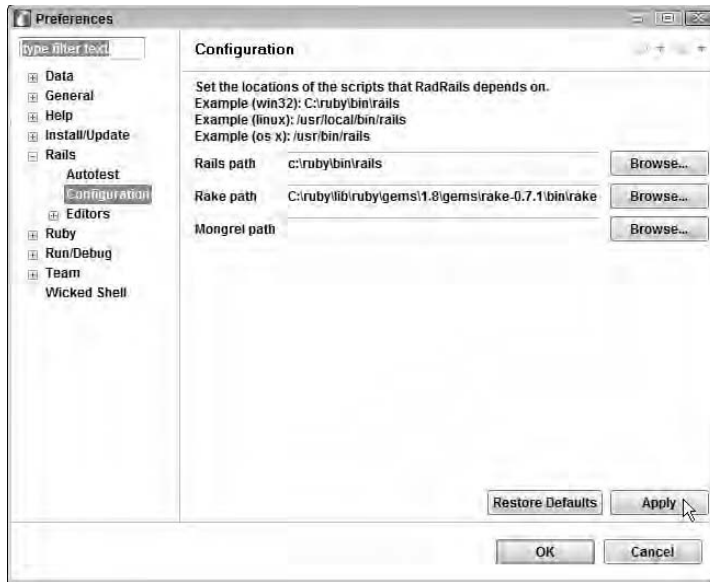 Preferences
type filter text
Data
General
Help
Install/Update
Rails
Autotest
Configuration
Editors
Ruby
Run/Debug
Team
Wicked Shell
Configuration
Set the locations of the scripts that RadRails depends on.
Example (win32): C:\ruby\bin\rails
Example (linux): /usr/local/bin/rails
Example (os x): /usr/bin/rails
Rails path c:\ruby\bin\rails Browse...
Rake path C:\ruby\lib\ruby\gems\1.8\gems\rake-0.7.1\bin\rake Browse...
Mongrel path Browse...
Restore Defaults Apply
OK Cancel